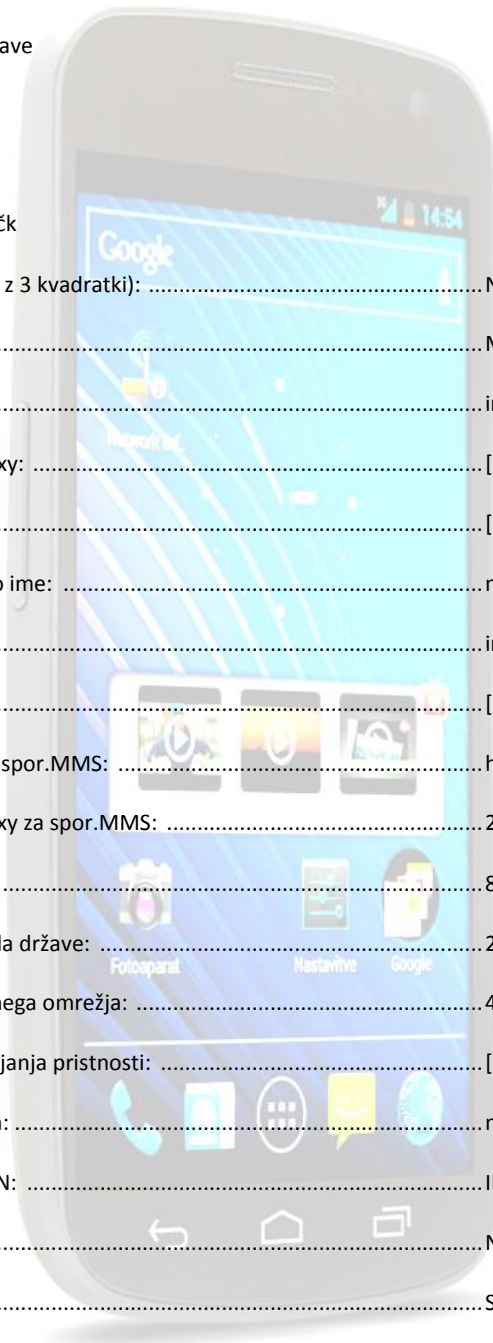 ave
čk
z 3 kvadratki): ................ N
................ M
................ in
xy: ................ [
................ [
o ime: ................ m
................ in
................ [
spor.MMS: ................ h
xy za spor.MMS: ................ 2
................ 8
da države: ................ 2
nega omrežja: ................ 4
janja pristnosti: ................ [
a: ................ m
N: ................ I
................ N
................ S
14:54
Google
Network Inf..
Fotoaparat
Nastavitve
Google